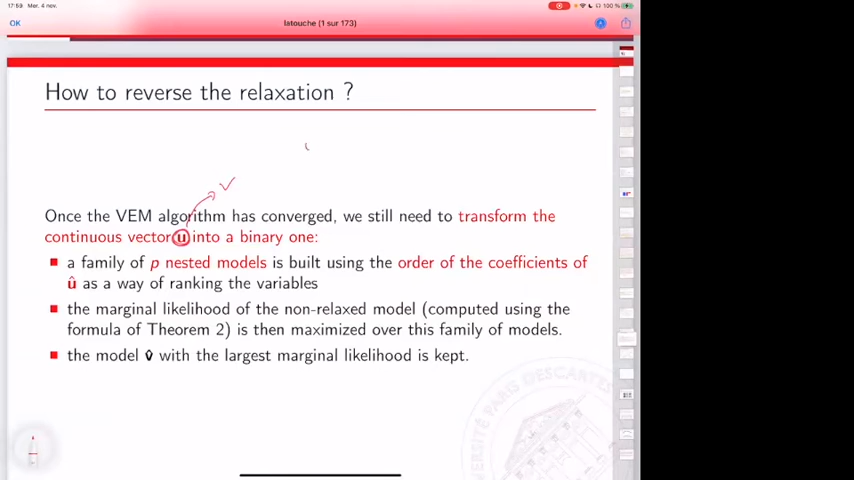 17:59 Mar. 4 nov.
100 %
OK
latouche (1 sur 173)
How to reverse the relaxation ?
v
Once the VEM algorithm has converged, we still need to transform the
continuous vector u into a binary one:
a family of p nested models is built using the order of the coefficients of
û as a way of ranking the variables
the marginal likelihood of the non-relaxed model (computed using the
formula of Theorem 2) is then maximized over this family of models.
the model v̂ with the largest marginal likelihood is kept.
UNIVERSITÉ PARIS DESCARTES